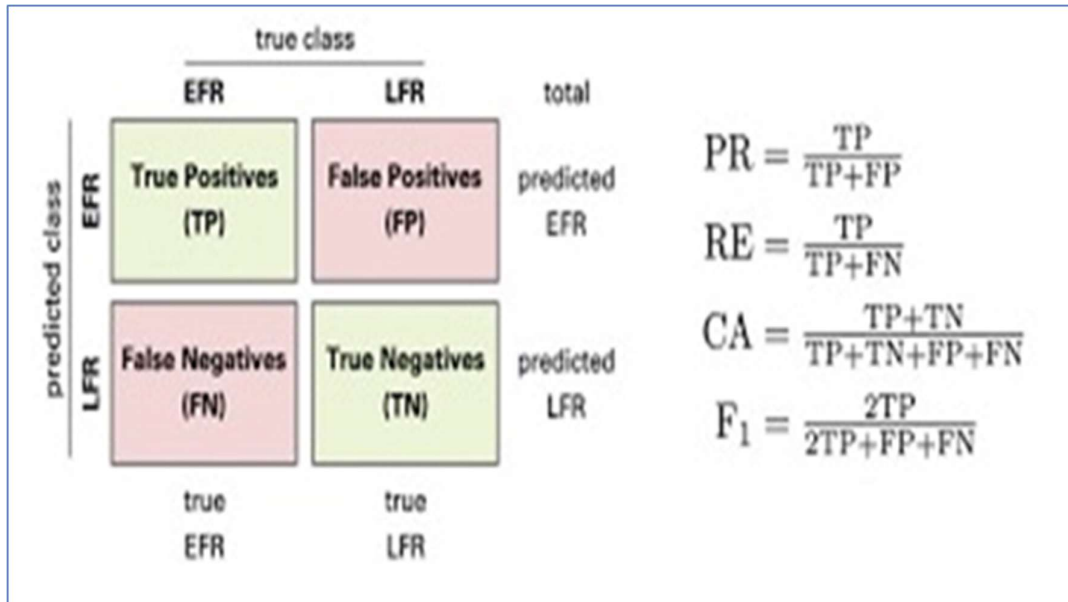 true class
EFR LFR total
predicted class
EFR
True Positives
(TP)
False Positives
(FP)
predicted
EFR
LFR
False Negatives
(FN)
True Negatives
(TN)
predicted
LFR
true
EFR
true
LFR
PR = TP / TP+FP
RE = TP / TP+FN
CA = TP+TN / TP+TN+FP+FN
F₁ = 2TP / 2TP+FP+FN